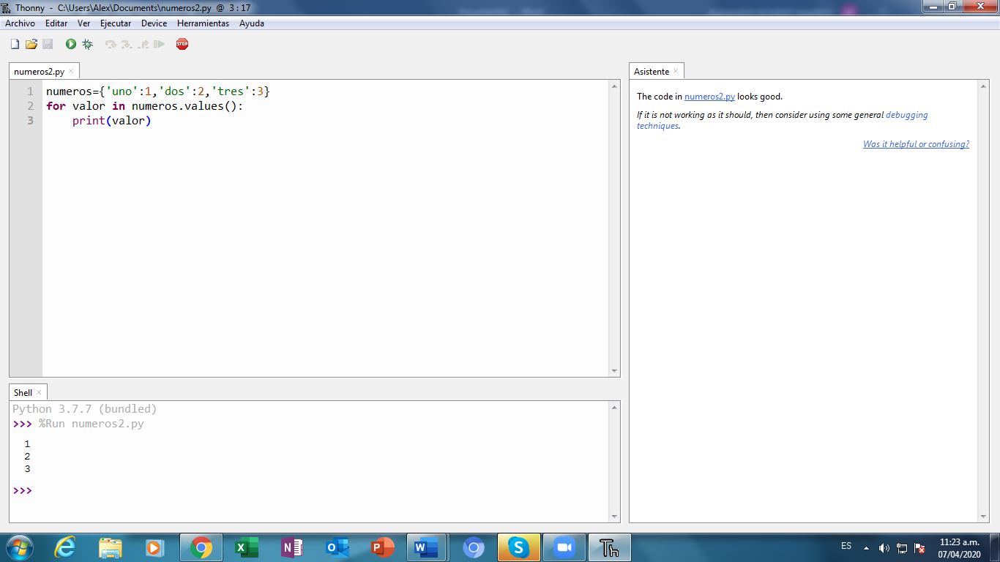 Thonny - C:\Users\Alex\Documents\numeros2.py @ 3 : 17
Archivo Editar Ver Ejecutar Device Herramientas Ayuda
STOP
numeros2.py
1 numeros={'uno':1,'dos':2,'tres':3}
2 for valor in numeros.values():
3     print(valor)
Shell
Python 3.7.7 (bundled)
>>> %Run numeros2.py
1
2
3
>>>
Asistente
The code in numeros2.py looks good.
If it is not working as it should, then consider using some general debugging
techniques.
Was it helpful or confusing?
ES
11:23 a.m.
07/04/2020